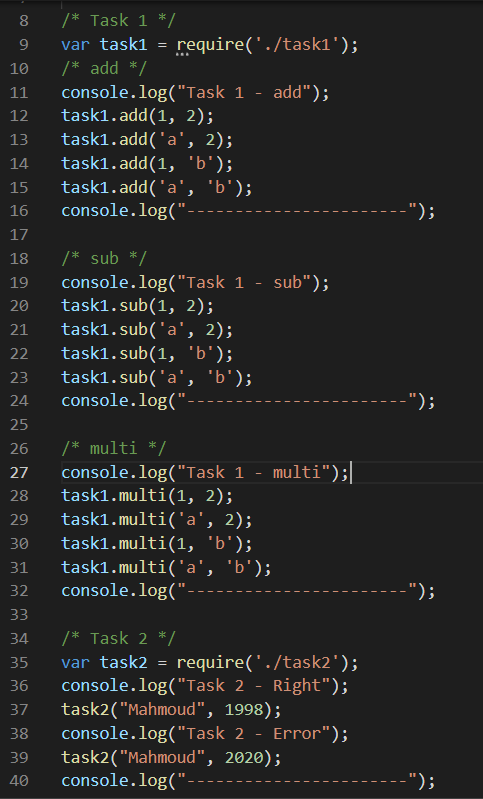 8 /* Task 1 */
9 var task1 = require('./task1');
10 /* add */
11 console.log("Task 1 - add");
12 task1.add(1, 2);
13 task1.add('a', 2);
14 task1.add(1, 'b');
15 task1.add('a', 'b');
16 console.log("-----------------------");
17
18 /* sub */
19 console.log("Task 1 - sub");
20 task1.sub(1, 2);
21 task1.sub('a', 2);
22 task1.sub(1, 'b');
23 task1.sub('a', 'b');
24 console.log("-----------------------");
25
26 /* multi */
27 console.log("Task 1 - multi");
28 task1.multi(1, 2);
29 task1.multi('a', 2);
30 task1.multi(1, 'b');
31 task1.multi('a', 'b');
32 console.log("-----------------------");
33
34 /* Task 2 */
35 var task2 = require('./task2');
36 console.log("Task 2 - Right");
37 task2("Mahmoud", 1998);
38 console.log("Task 2 - Error");
39 task2("Mahmoud", 2020);
40 console.log("-----------------------");